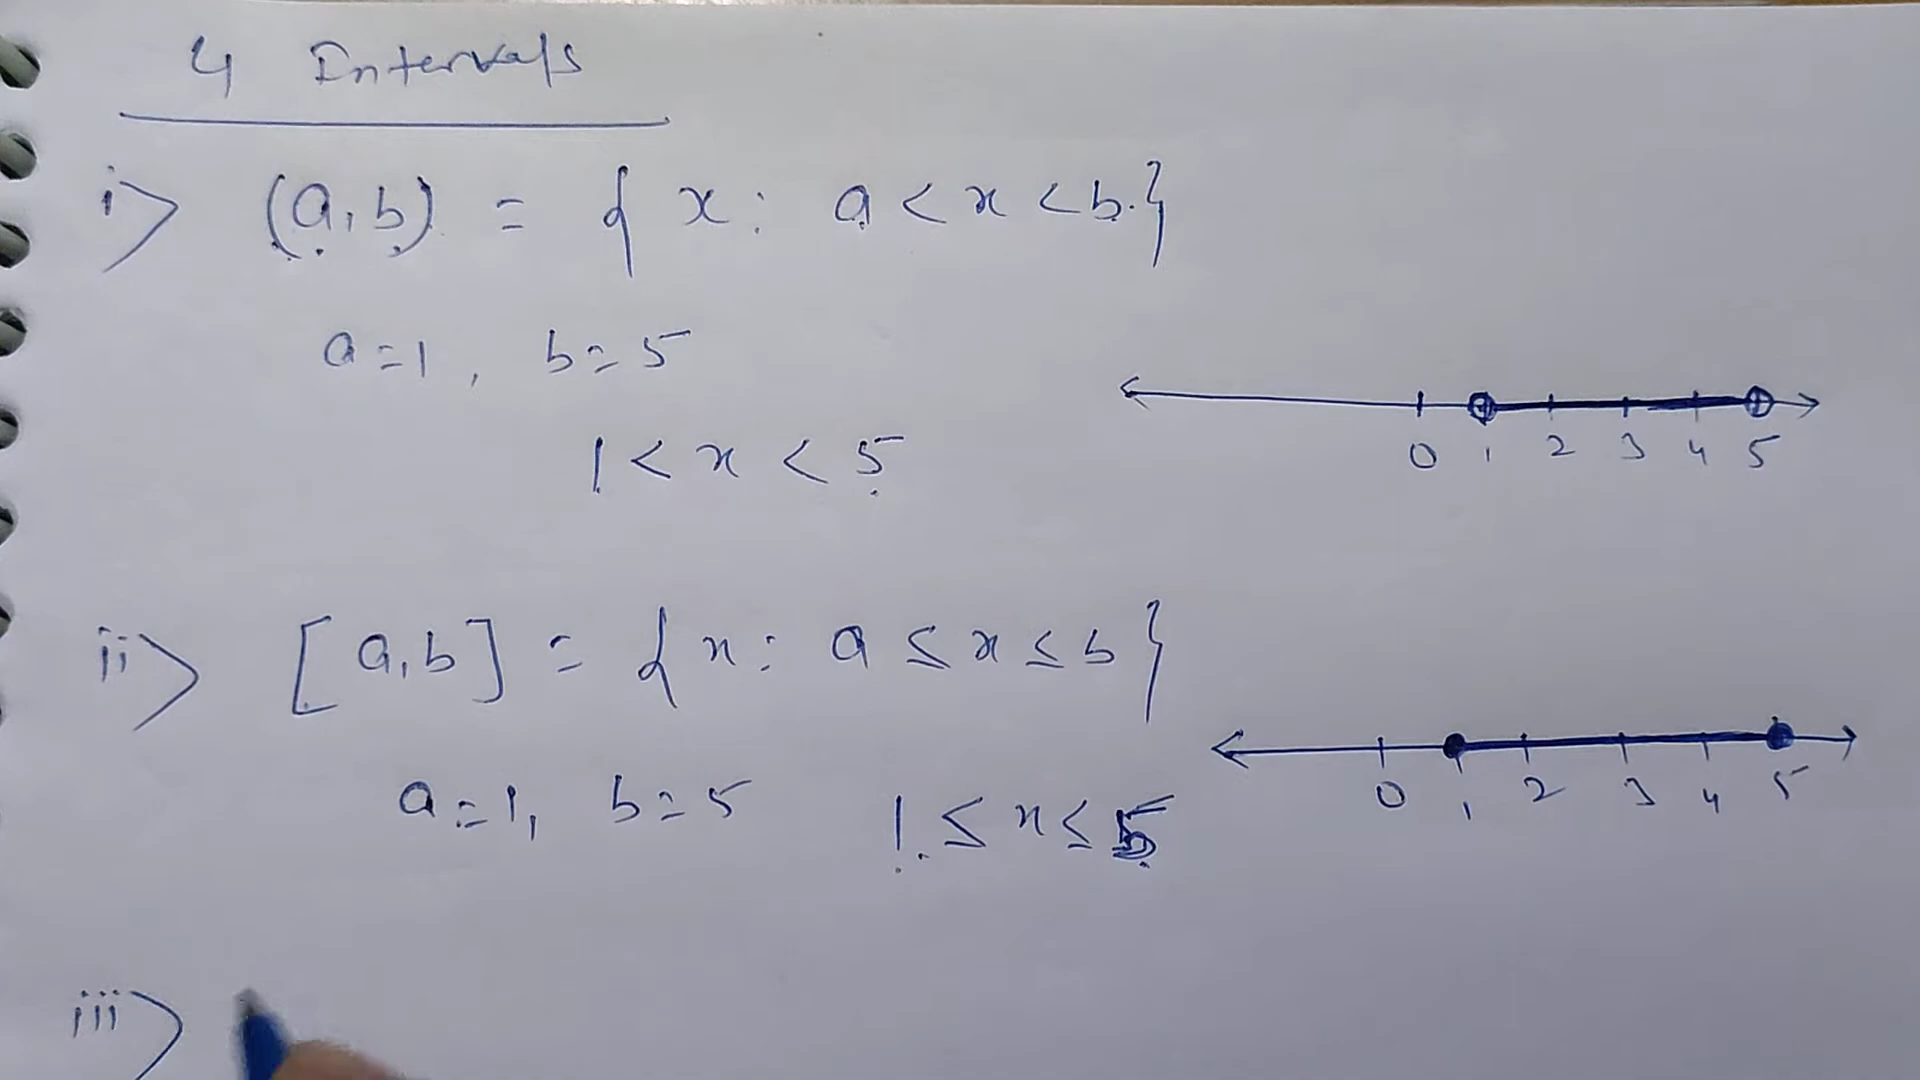 4 Intervals
i> (a,b) = { x: a < x < b }
a=1, b=5
0 1 2 3 4 5
1 < x < 5
ii> [a,b] = { x: a ≤ x ≤ b }
0 1 2 3 4 5
a=1, b=5 1 ≤ x ≤ 5
iii>